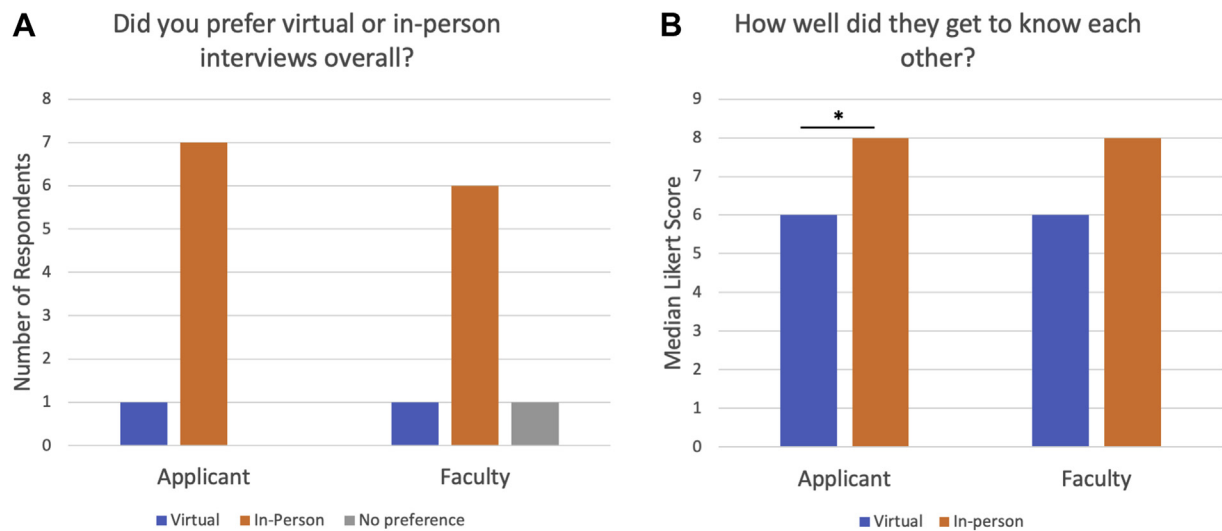 A
Did you prefer virtual or in-person
interviews overall?
Number of Respondents
8
7
6
5
4
3
2
1
0
Applicant
Faculty
Virtual
In-Person
No preference
B
How well did they get to know each
other?
Median Likert Score
9
8
7
6
5
4
3
2
1
0
*
Applicant
Faculty
Virtual
In-person